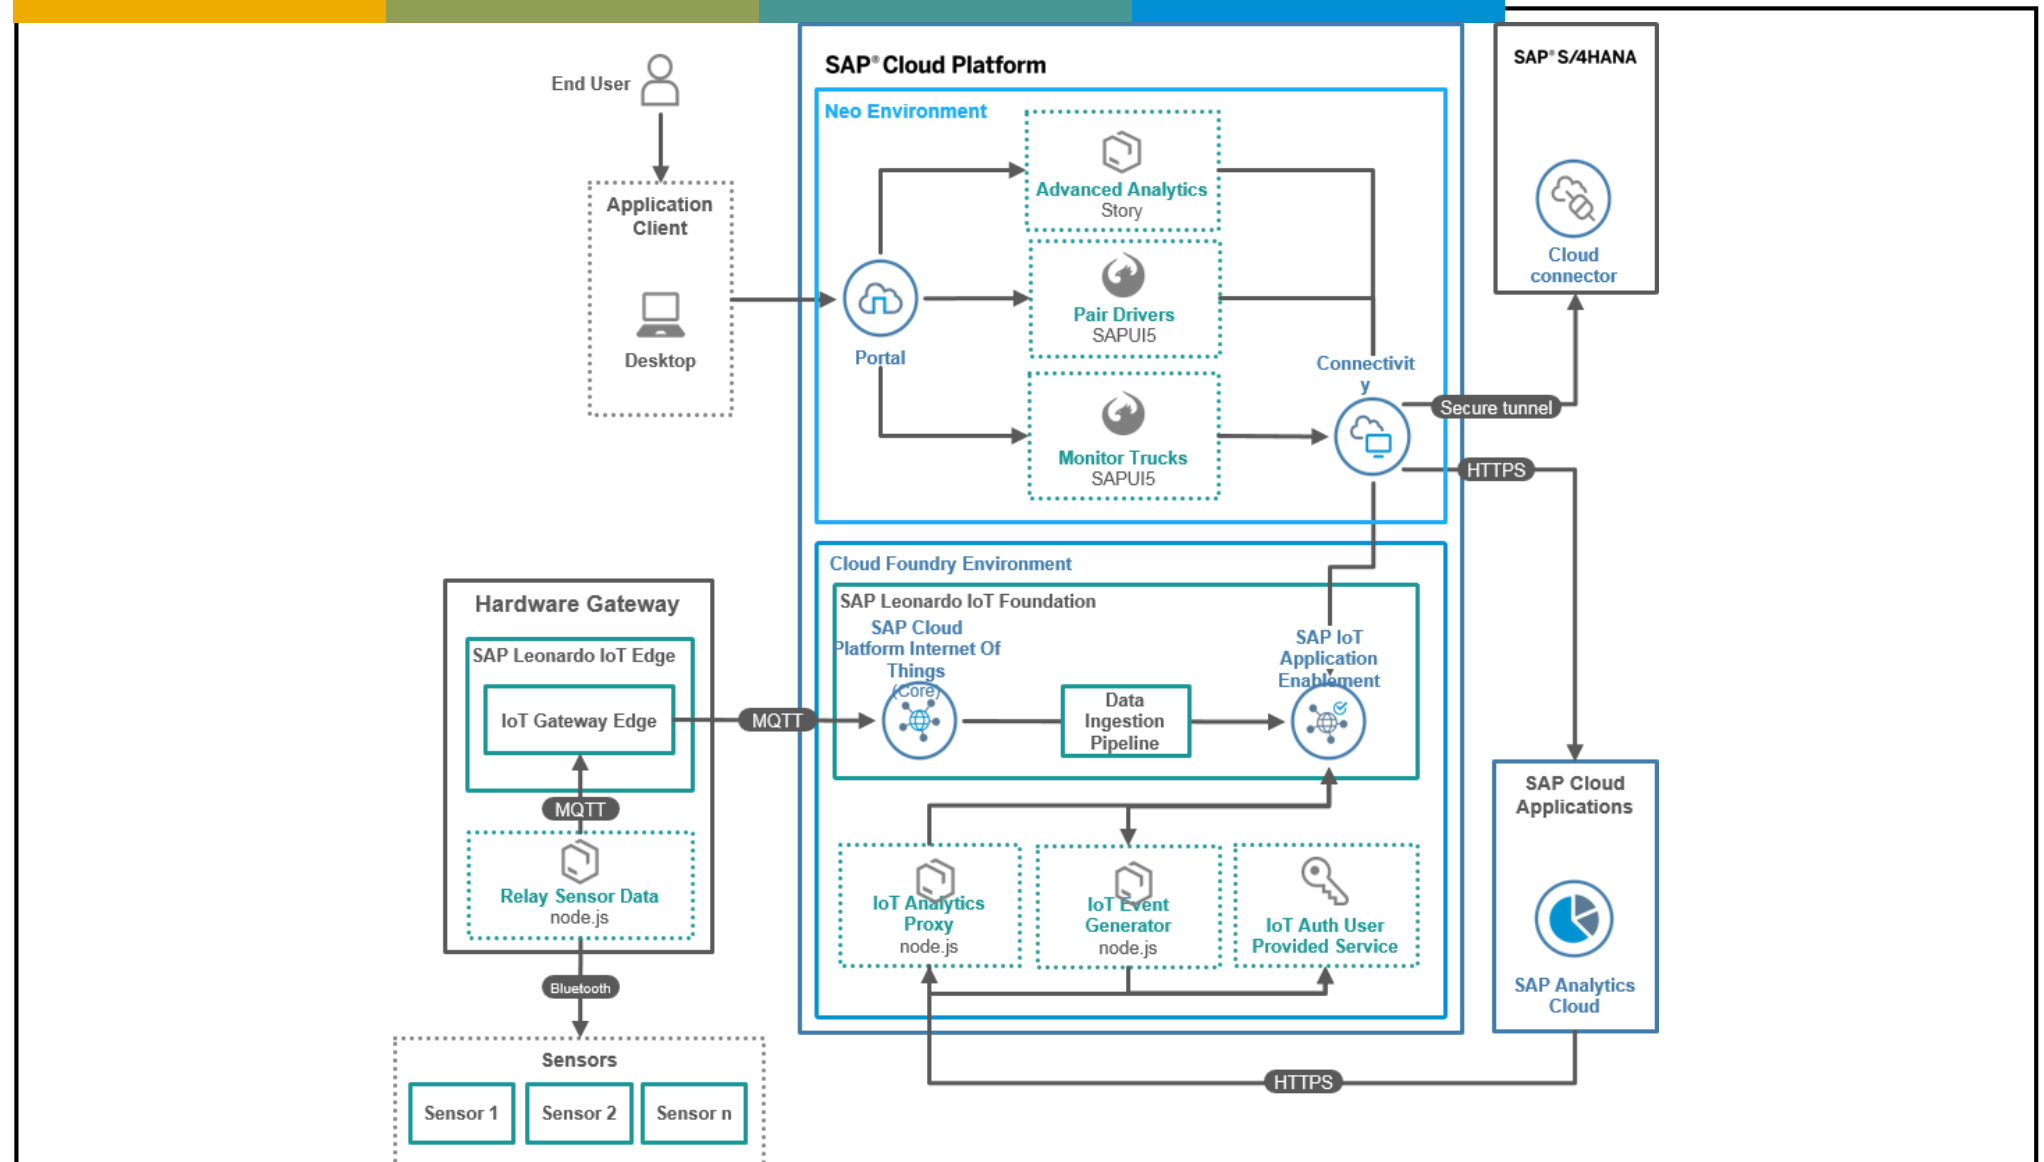 SAP® Cloud Platform
SAP® S/4HANA
End User
Neo Environment
Application
Client
Desktop
Portal
Advanced Analytics
Story
Pair Drivers
SAPUI5
Monitor Trucks
SAPUI5
Connectivit
y
Secure tunnel
HTTPS
Cloud
connector
Cloud Foundry Environment
SAP Leonardo IoT Foundation
SAP Cloud
Platform Internet Of
Things
(Core)
Data
Ingestion
Pipeline
SAP IoT
Application
Enablement
Hardware Gateway
SAP Leonardo IoT Edge
IoT Gateway Edge
MQTT
MQTT
Relay Sensor Data
node.js
Bluetooth
Sensors
Sensor 1
Sensor 2
Sensor n
IoT Analytics
Proxy
node.js
IoT Event
Generator
node.js
IoT Auth User
Provided Service
SAP Cloud
Applications
SAP Analytics
Cloud
HTTPS